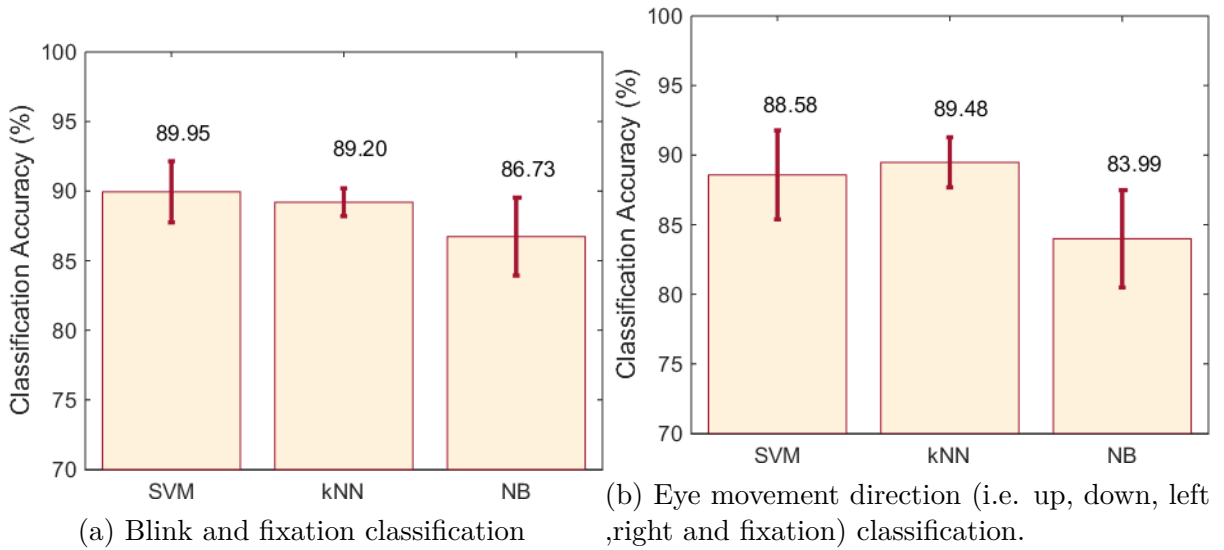 100
95
90
85
80
75
70
Classification Accuracy (%)
89.95
89.20
86.73
SVM
kNN
NB
(a) Blink and fixation classification
100
95
90
85
80
75
70
Classification Accuracy (%)
88.58
89.48
83.99
SVM
kNN
NB
(b) Eye movement direction (i.e. up, down, left
,right and fixation) classification.